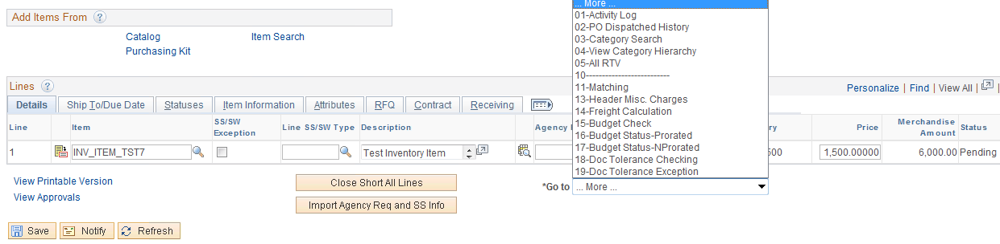 ... More ...
Add Items From ?
01-Activity Log
02-PO Dispatched History
Catalog Item Search
03-Category Search
Purchasing Kit
04-View Category Hierarchy
05-All RTV
10--------------------------
Lines ?
11-Matching
Personalize | Find | View All |
13-Header Misc. Charges
Details Ship To/Due Date Statuses Item Information Attributes RFQ Contract Receiving
14-Freight Calculation
15-Budget Check
Line Item SS/SW Exception Line SS/SW Type Description Agency Price Merchandise Amount Status
16-Budget Status-Prorated
17-Budget Status-NProrated
1 INV_ITEM_TST7 Test Inventory Item 1,500.00000 6,000.00 Pending
18-Doc Tolerance Checking
19-Doc Tolerance Exception
View Printable Version Close Short All Lines *Go to ... More ...
View Approvals Import Agency Req and SS Info
Save Notify Refresh